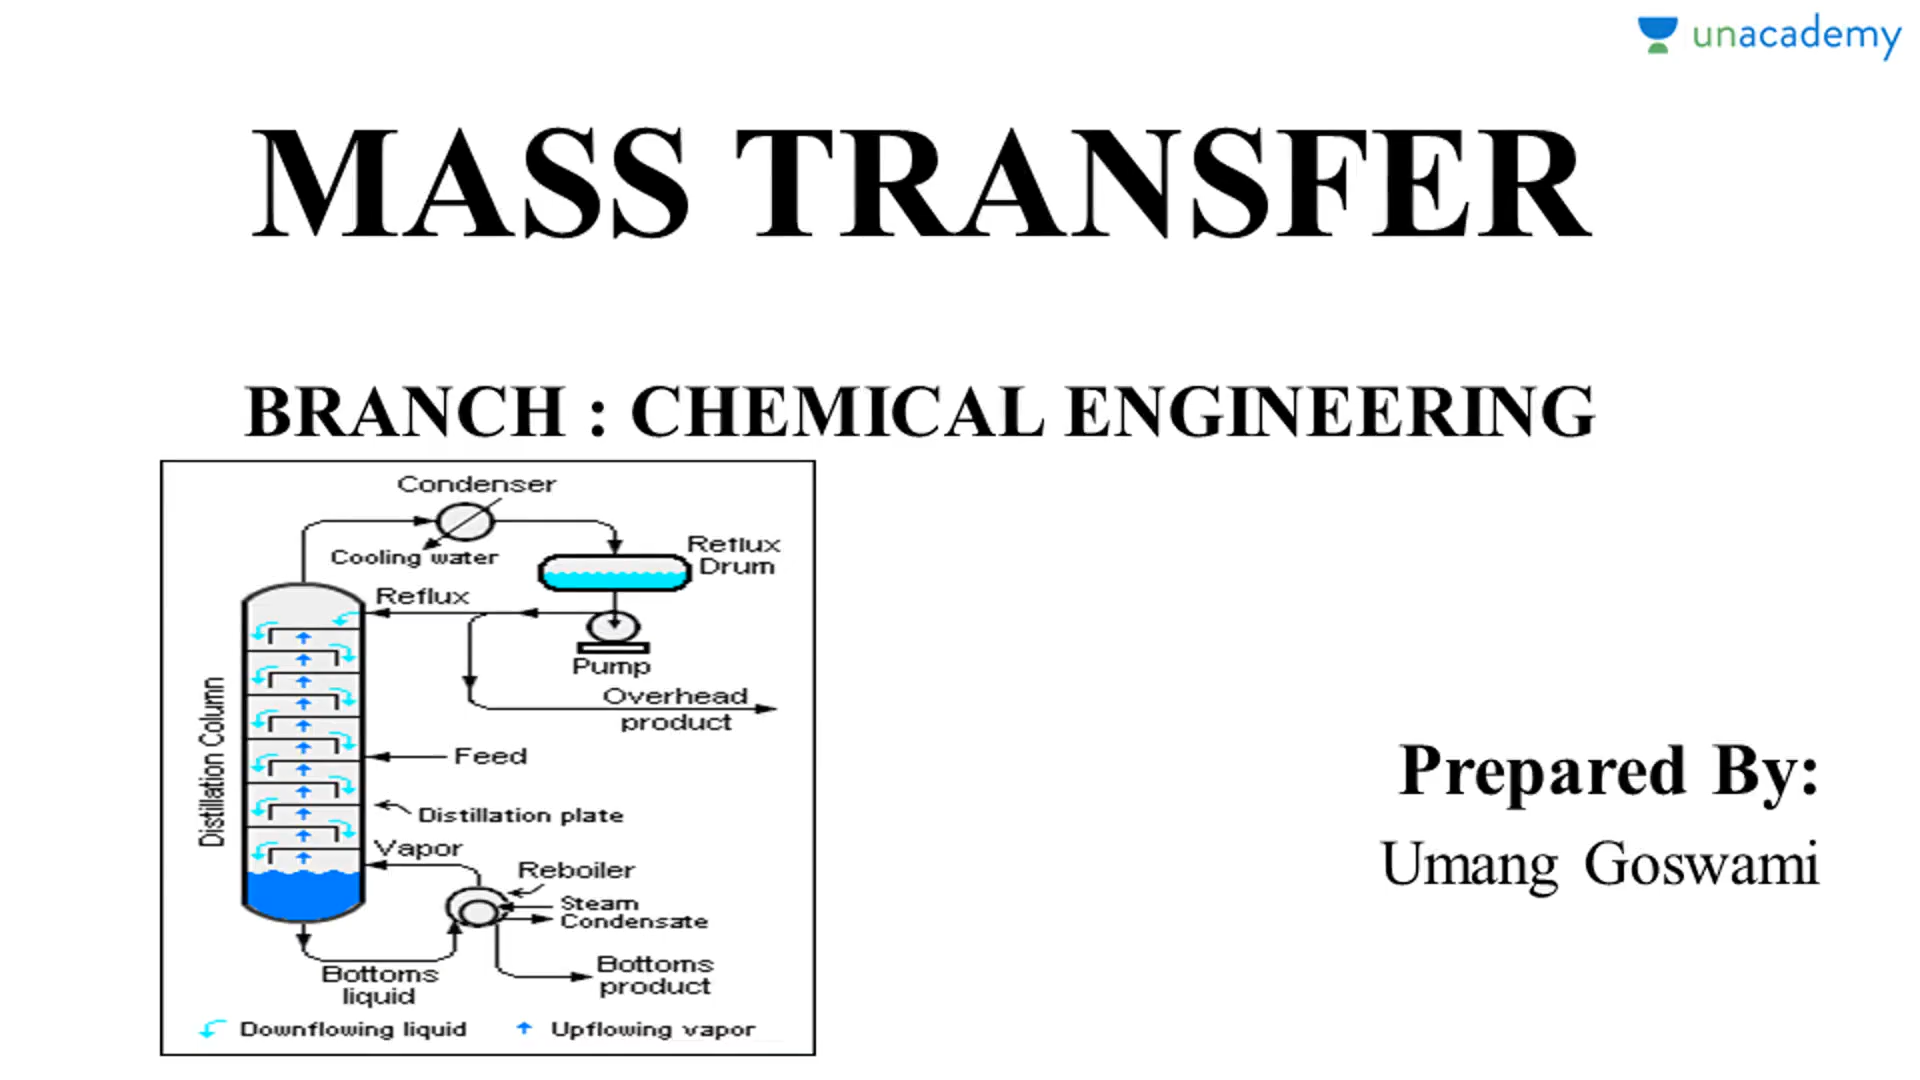 unacademy
MASS TRANSFER
BRANCH : CHEMICAL ENGINEERING
Condenser
Cooling water
Reflux
Drum
Reflux
Pump
Overhead
product
Distillation Column
Feed
Distillation plate
Vapor
Reboiler
Steam
Condensate
Bottoms
liquid
Bottoms
product
Downflowing liquid
Upflowing vapor
Prepared By:
Umang Goswami